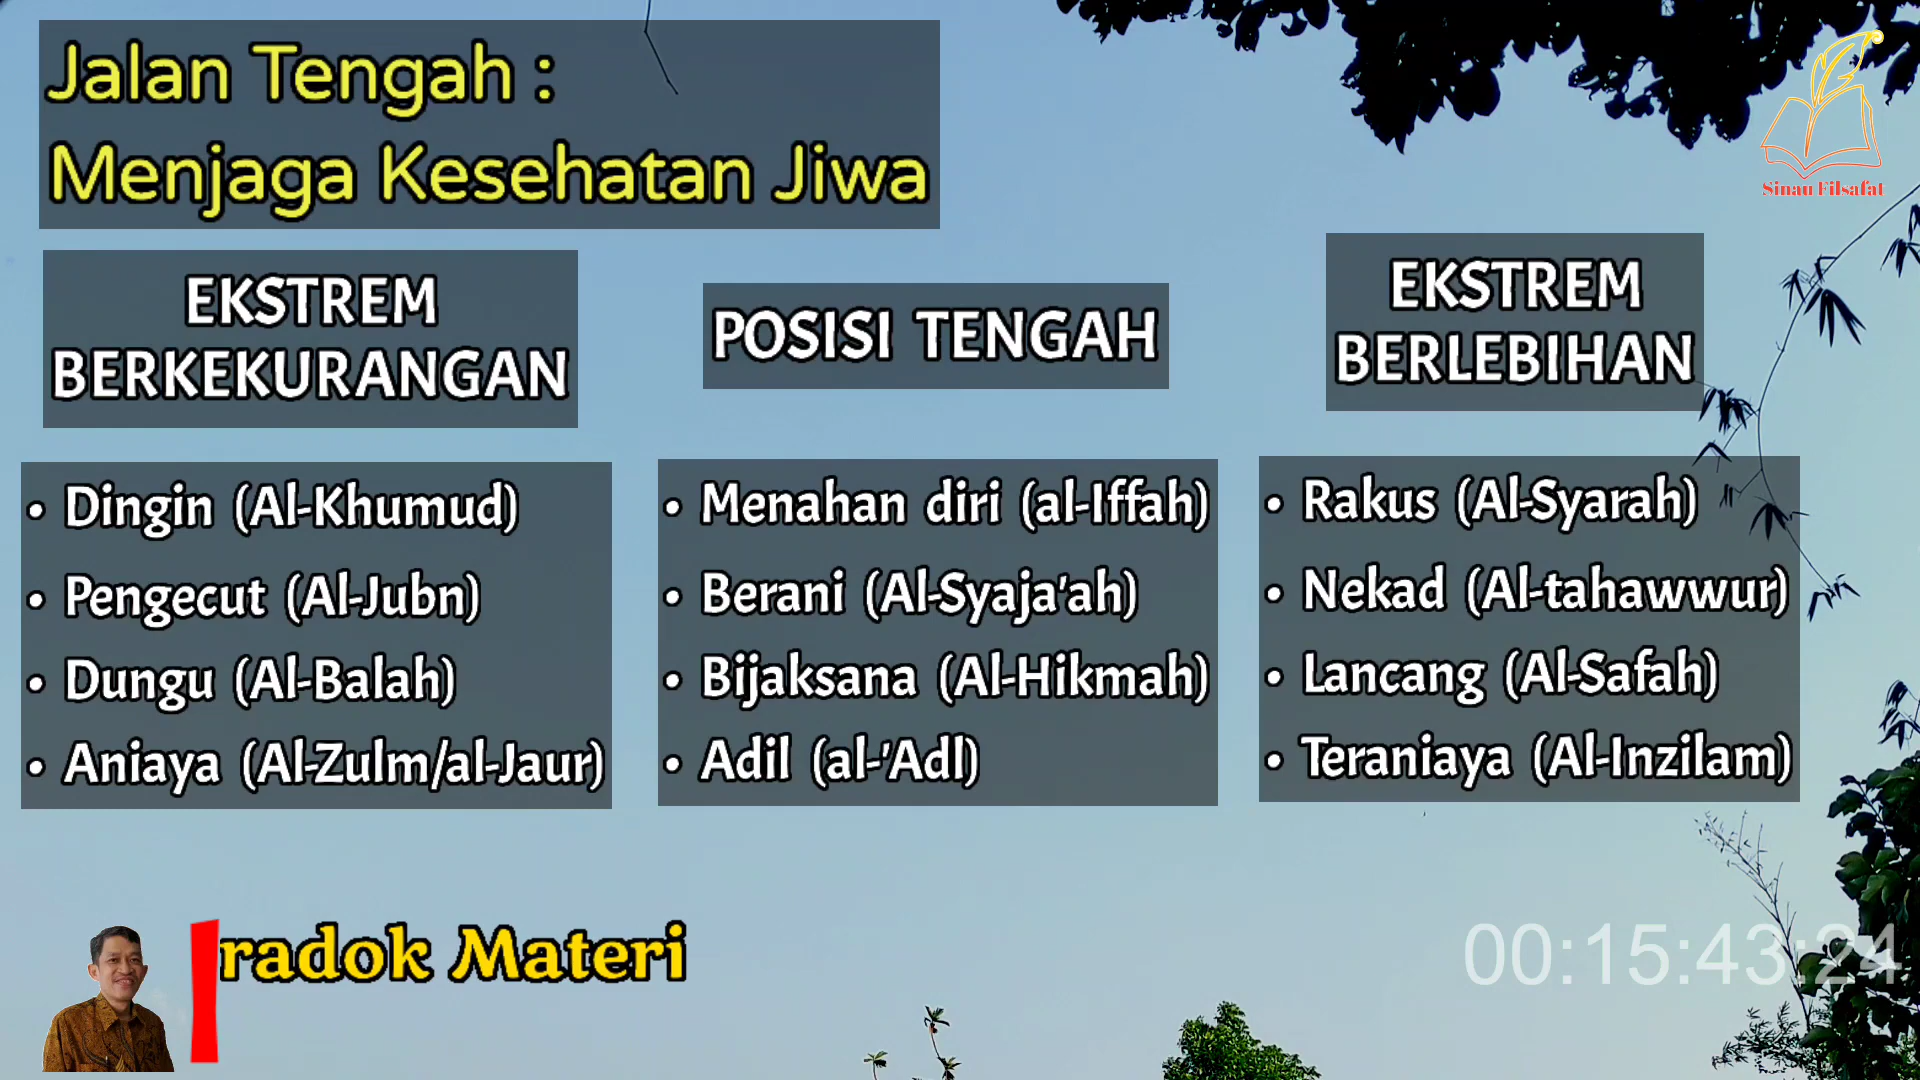 Jalan Tengah :
Menjaga Kesehatan Jiwa
Sinau Filsafat
EKSTREM
BERKEKURANGAN
POSISI TENGAH
EKSTREM
BERLEBIHAN
• Dingin (Al-Khumud)
• Pengecut (Al-Jubn)
• Dungu (Al-Balah)
• Aniaya (Al-Zulm/al-Jaur)
• Menahan diri (al-Iffah)
• Berani (Al-Syaja'ah)
• Bijaksana (Al-Hikmah)
• Adil (al-'Adl)
• Rakus (Al-Syarah)
• Nekad (Al-tahawwur)
• Lancang (Al-Safah)
• Teraniaya (Al-Inzilam)
radok Materi
00:15:43:24